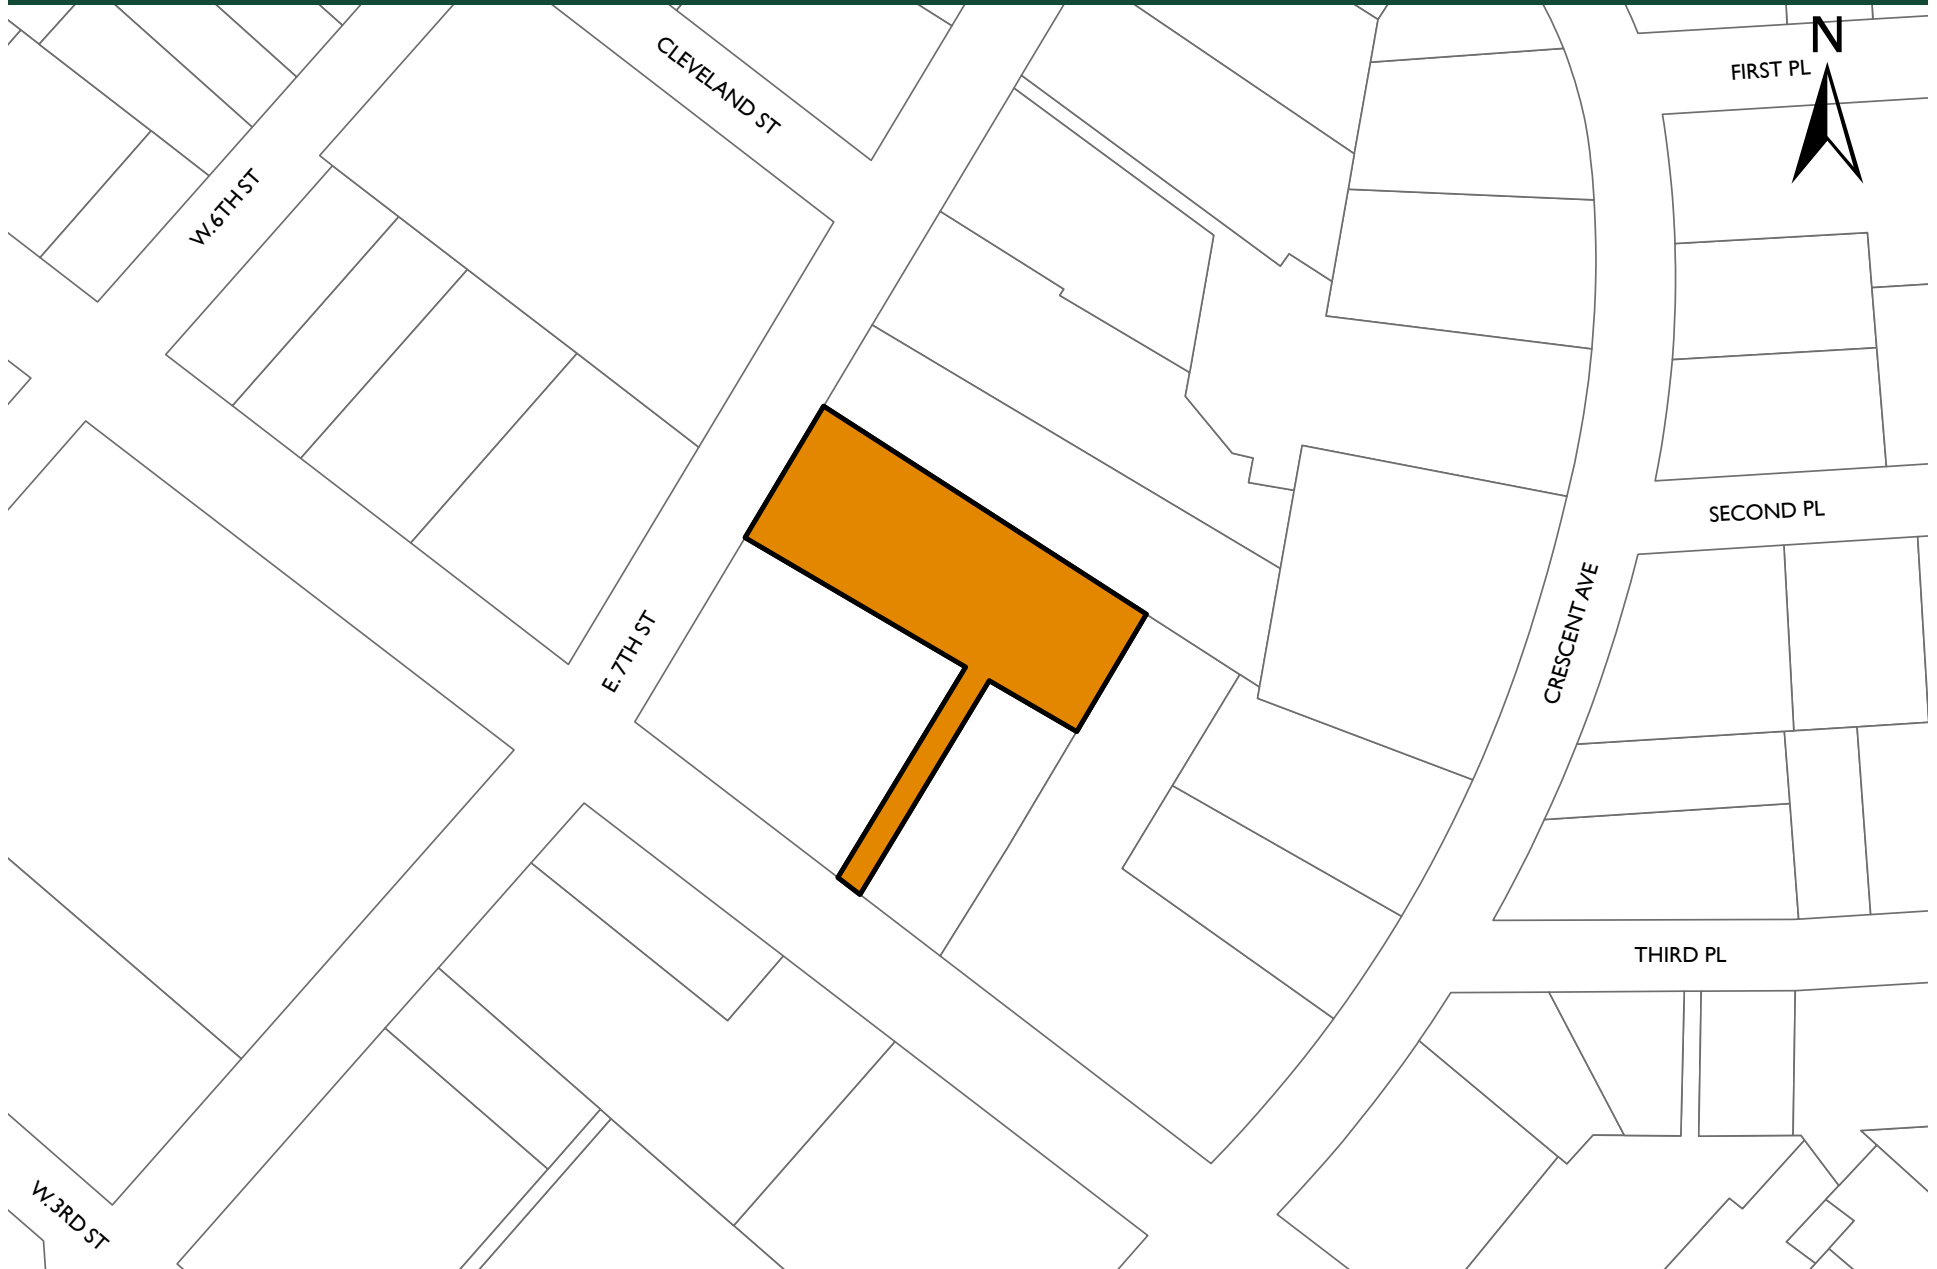 N
FIRST PL
CLEVELAND ST
W. 6TH ST
SECOND PL
CRESCENT AVE
E. 7TH ST
THIRD PL
W. 3RD ST